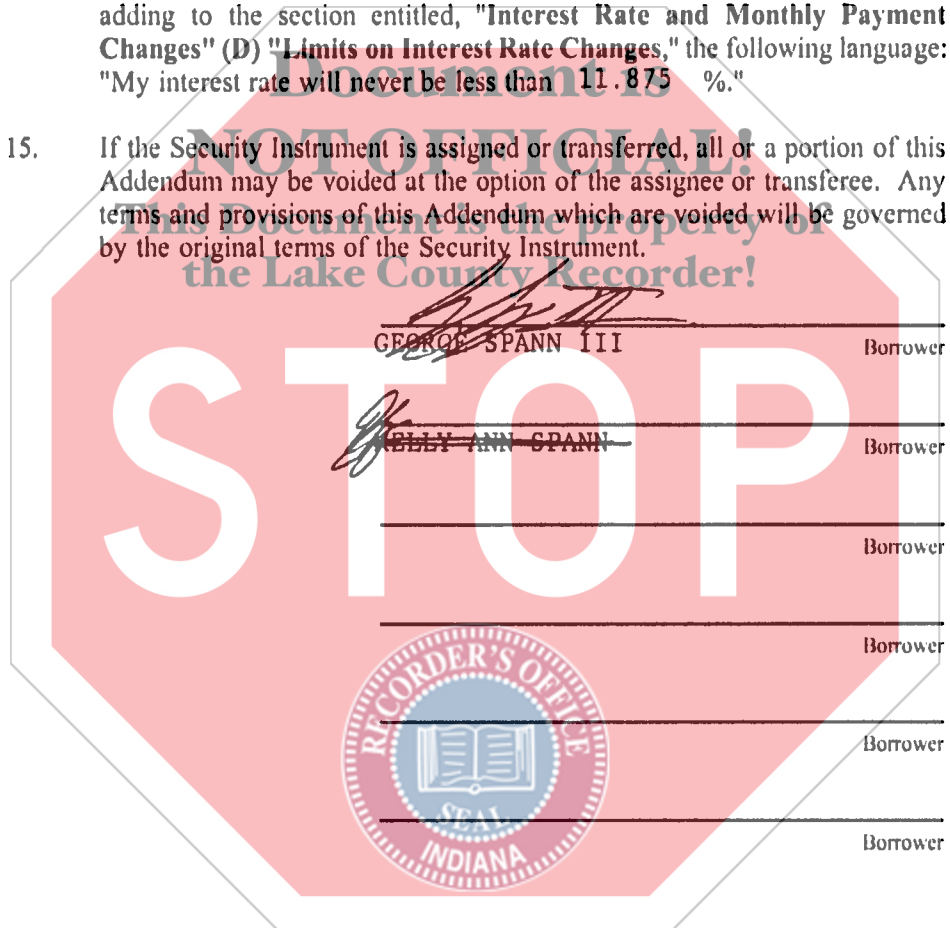 adding to the section entitled, "Interest Rate and Monthly Payment
Changes" (D) "Limits on Interest Rate Changes," the following language:
"My interest rate will never be less than 11.875 %."
Document is
NOT OFFICIAL!
This Document is the property of
the Lake County Recorder!
15. If the Security Instrument is assigned or transferred, all or a portion of this
Addendum may be voided at the option of the assignee or transferee. Any
terms and provisions of this Addendum which are voided will be governed
by the original terms of the Security Instrument.
GEORGE SPANN III Borrower
KELLY ANN SPANN Borrower
Borrower
Borrower
Borrower
Borrower
STOP
RECORDER'S OFFICE
SEAL
INDIANA